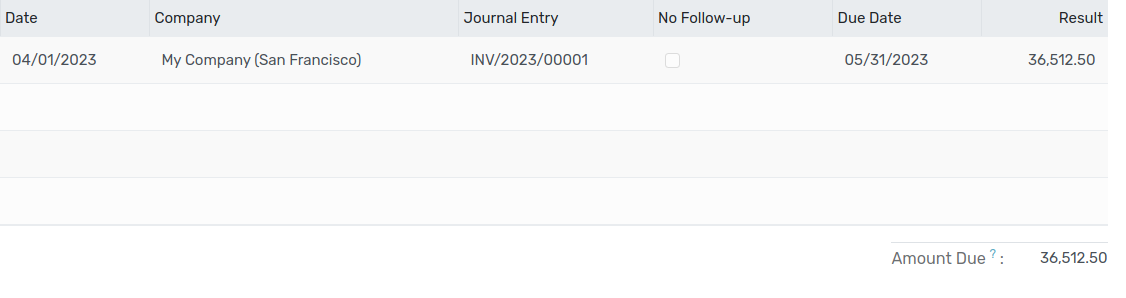 Date Company Journal Entry No Follow-up Due Date Result
04/01/2023 My Company (San Francisco) INV/2023/00001 05/31/2023 36,512.50
Amount Due ? : 36,512.50